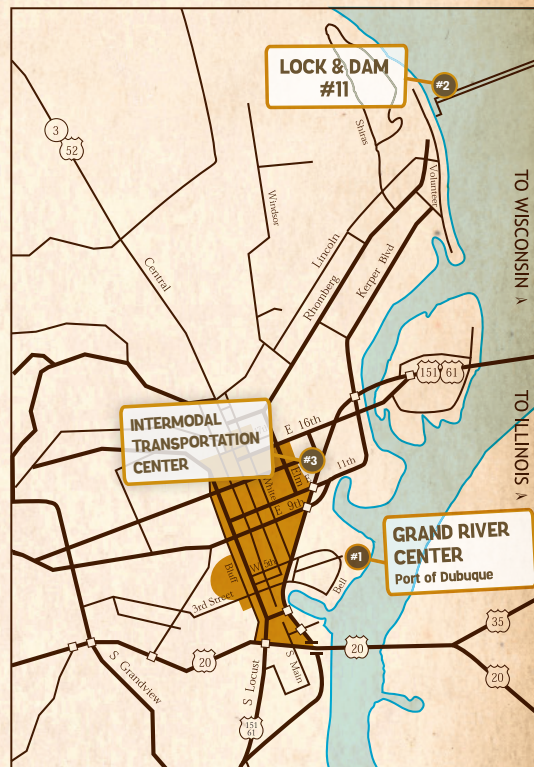 LOCK & DAM
#11
#2
3
52
Shiras
Volunteer
TO WISCONSIN
Windsor
Lincoln
Central
Rhomberg
Kerper Blvd
151
61
TO ILLINOIS
INTERMODAL
TRANSPORTATION
CENTER
E 16th
#3
11th
Elm
White
E 9th
GRAND RIVER
CENTER
Port of Dubuque
#1
W 5th
Bluff
Bell
3rd Street
35
20
20
20
S Grandview
S Locust
S Main
151
61